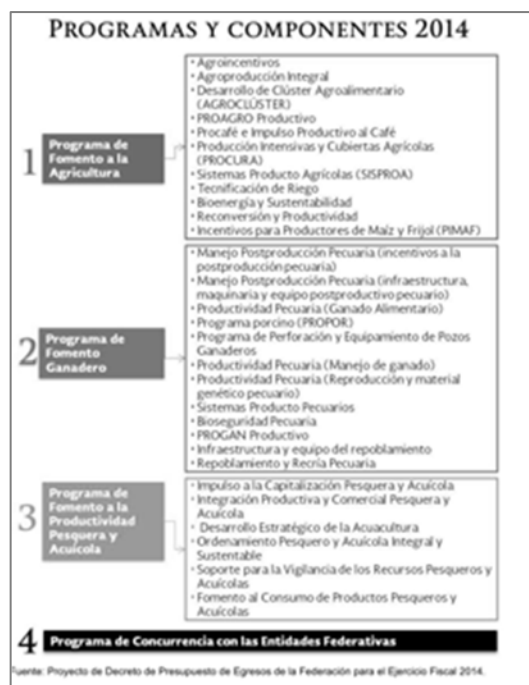 PROGRAMAS Y COMPONENTES 2014
1
Programa de
Fomento a la
Agricultura
• Agroincentivos
• Agroproducción Integral
• Desarrollo de Clúster Agroalimentario
(AGROCLÚSTER)
• PROAGRO Productivo
• Procafé e Impulso Productivo al Café
• Producción Intensivas y Cubiertas Agrícolas
(PROCURA)
• Sistemas Producto Agrícolas (SISPROA)
• Tecnificación de Riego
• Bioenergía y Sustentabilidad
• Reconversión y Productividad
• Incentivos para Productores de Maíz y Frijol (PIMAF)
2
Programa de
Fomento
Ganadero
• Manejo Postproducción Pecuaria (incentivos a la
postproducción pecuaria)
• Manejo Postproducción Pecuaria (infraestructura,
maquinaria y equipo postproductivo pecuario)
• Productividad Pecuaria (Ganado Alimentario)
• Programa porcino (PROPOR)
• Programa de Perforación y Equipamiento de Pozos
Ganaderos
• Productividad Pecuaria (Manejo de ganado)
• Productividad Pecuaria (Reproducción y material
genético pecuario)
• Sistemas Producto Pecuarios
• Bioseguridad Pecuaria
• PROGAN Productivo
• Infraestructura y equipo del repoblamiento
• Repoblamiento y Recría Pecuaria
3
Programa de
Fomento a la
Productividad
Pesquera y
Acuícola
• Impulso a la Capitalización Pesquera y Acuícola
• Integración Productiva y Comercial Pesquera y
Acuícola
• Desarrollo Estratégico de la Acuacultura
• Ordenamiento Pesquero y Acuícola Integral y
Sustentable
• Soporte para la Vigilancia de los Recursos Pesqueros y
Acuícolas
• Fomento al Consumo de Productos Pesqueros y
Acuícolas
4 Programa de Concurrencia con las Entidades Federativas
Fuente: Proyecto de Decreto de Presupuesto de Egresos de la Federación para el Ejercicio Fiscal 2014.